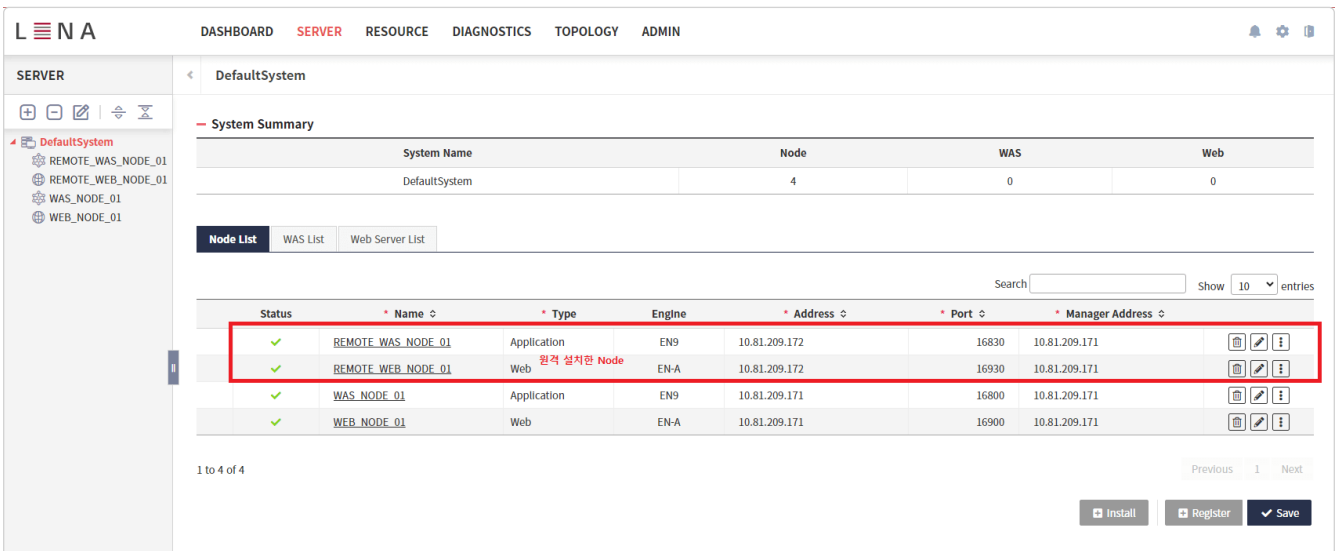 LENA
DASHBOARD SERVER RESOURCE DIAGNOSTICS TOPOLOGY ADMIN
SERVER
DefaultSystem
DefaultSystem
REMOTE_WAS_NODE_01
REMOTE_WEB_NODE_01
WAS_NODE_01
WEB_NODE_01
System Summary
System Name Node WAS Web
DefaultSystem 4 0 0
Node List WAS List Web Server List
Search Show 10 entries
Status * Name * Type Engine * Address * Port * Manager Address
REMOTE_WAS_NODE_01 Application EN9 10.81.209.172 16830 10.81.209.171
원격 설치한 Node
REMOTE_WEB_NODE_01 Web EN-A 10.81.209.172 16930 10.81.209.171
WAS_NODE_01 Application EN9 10.81.209.171 16800 10.81.209.171
WEB_NODE_01 Web EN-A 10.81.209.171 16900 10.81.209.171
1 to 4 of 4
Previous 1 Next
Install Register Save